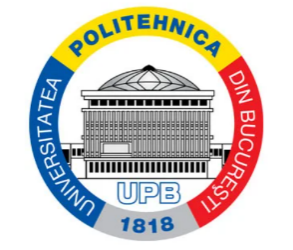 UNIVERSITATEA
POLITEHNICA
DIN BUCUREȘTI
UPB
1818